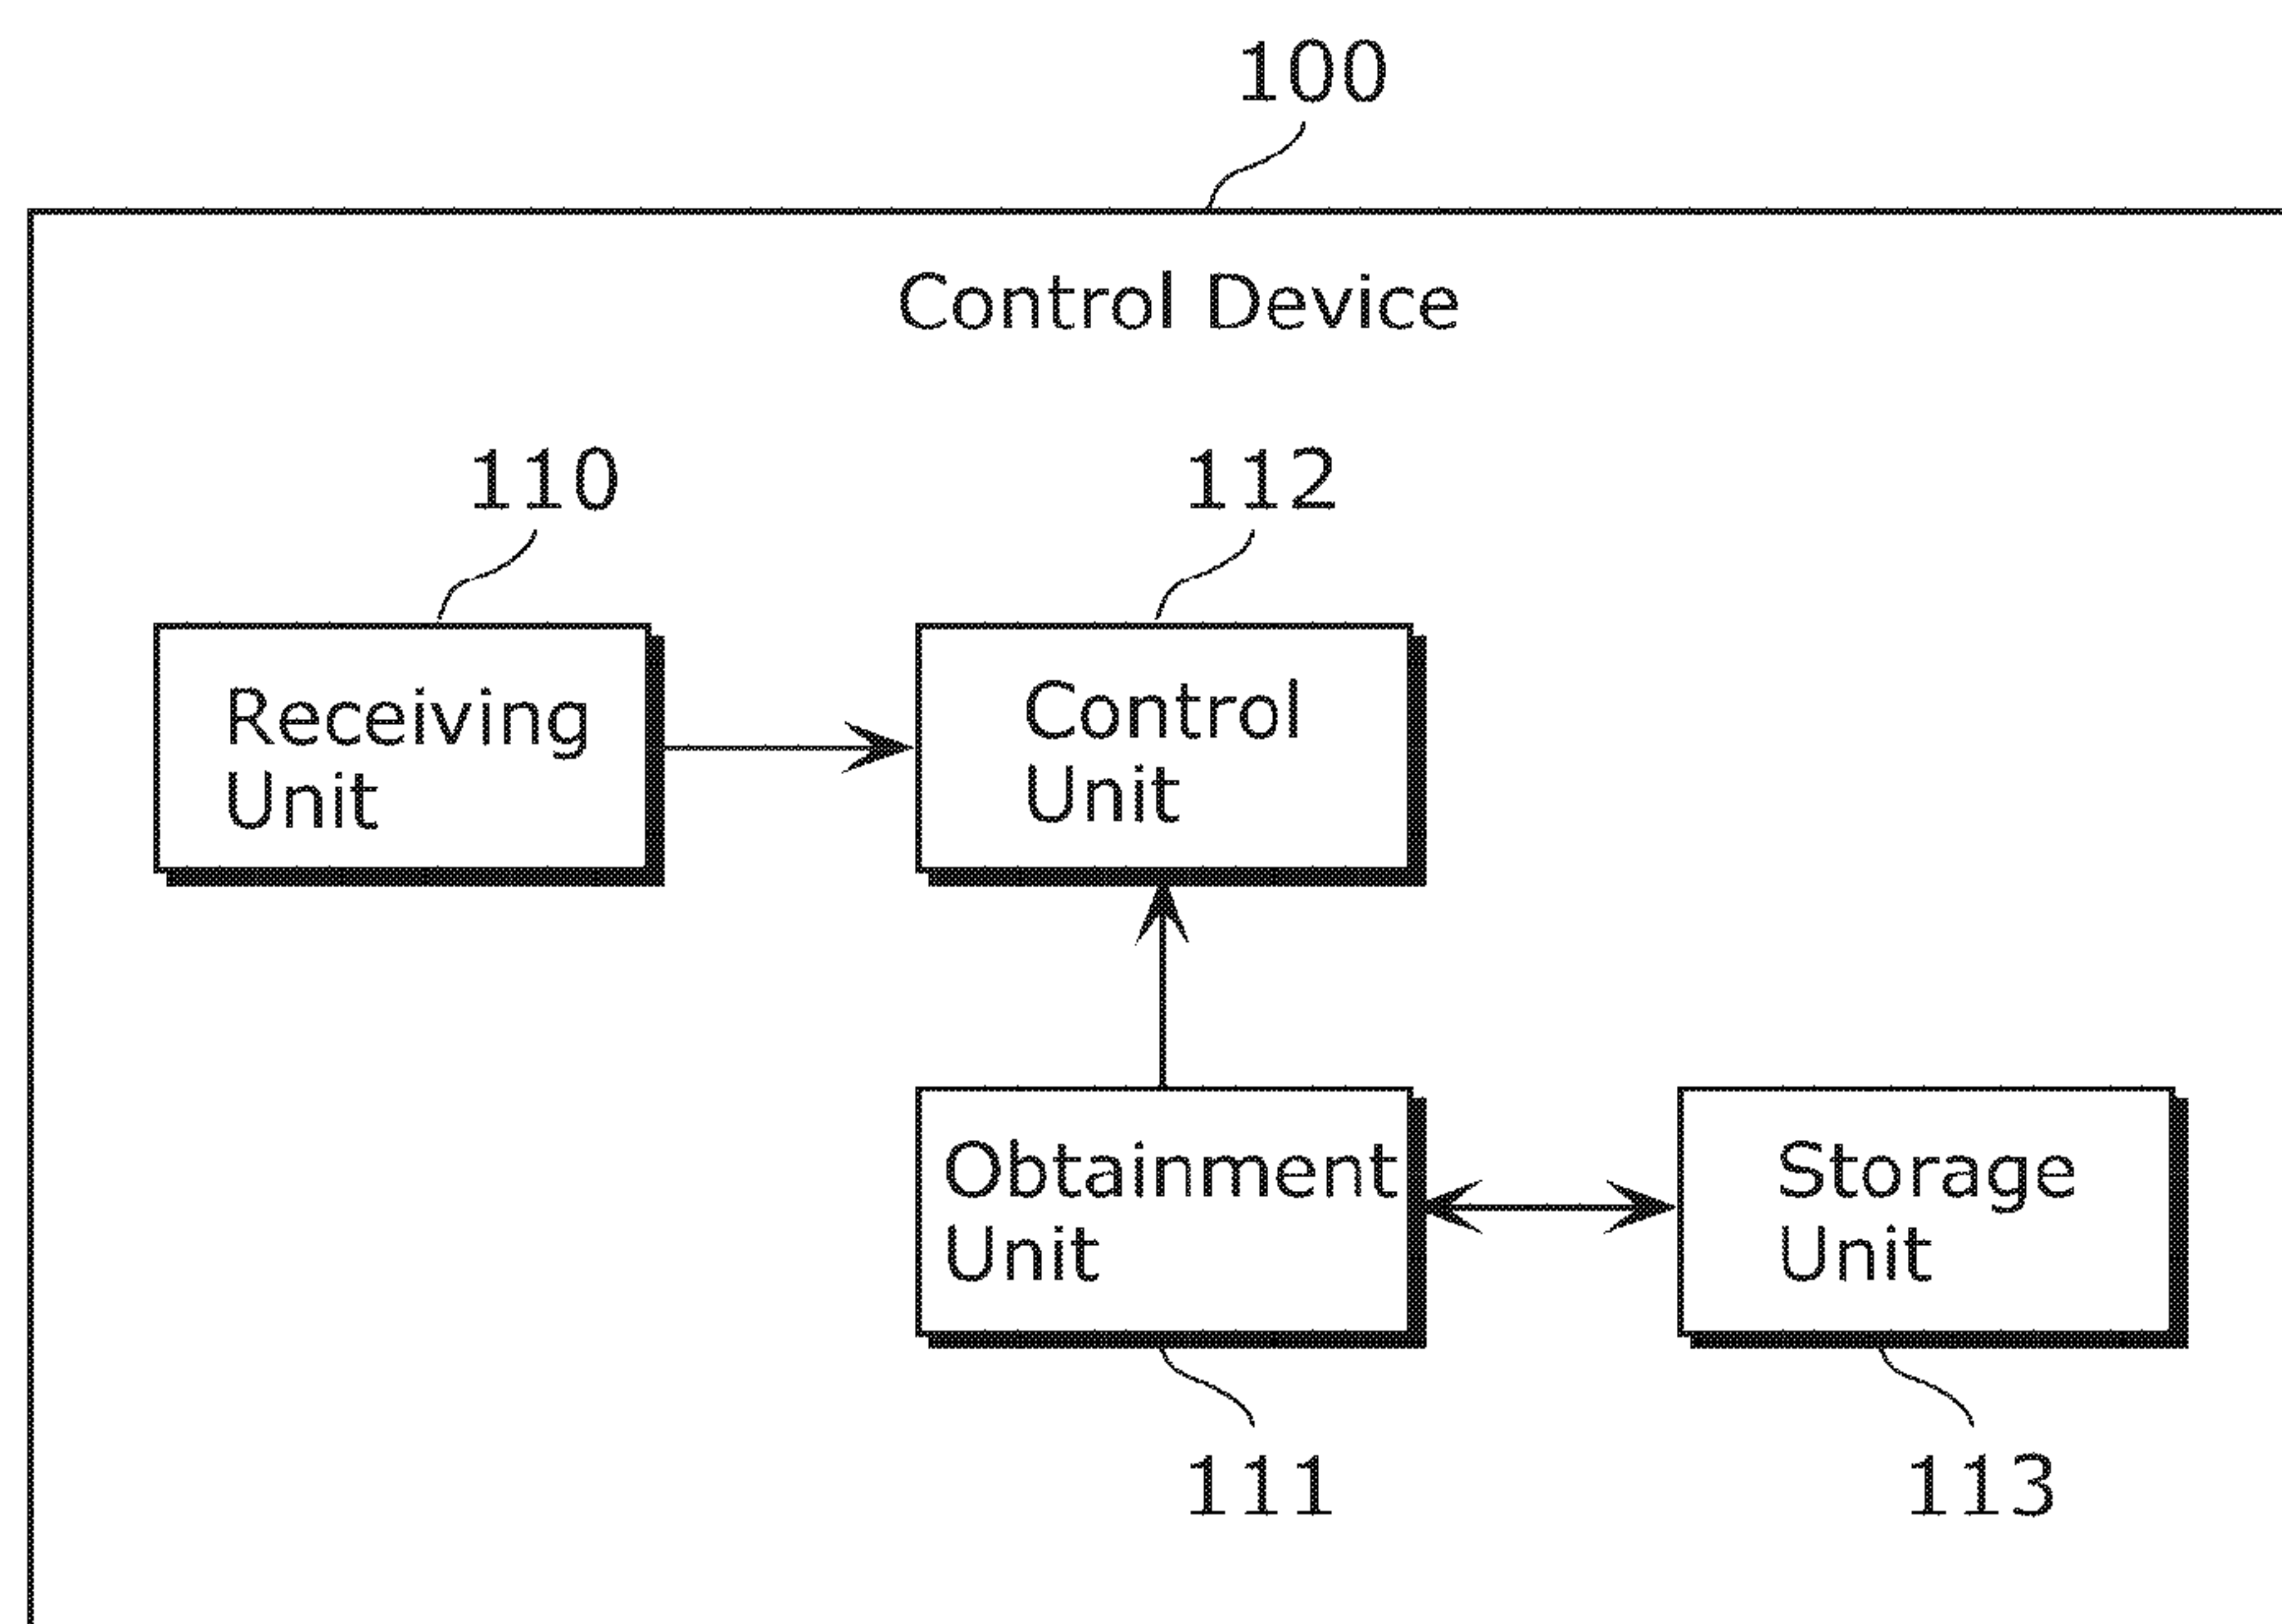 100
Control Device
110
112
Receiving
Unit
Control
Unit
Obtainment
Unit
Storage
Unit
111
113